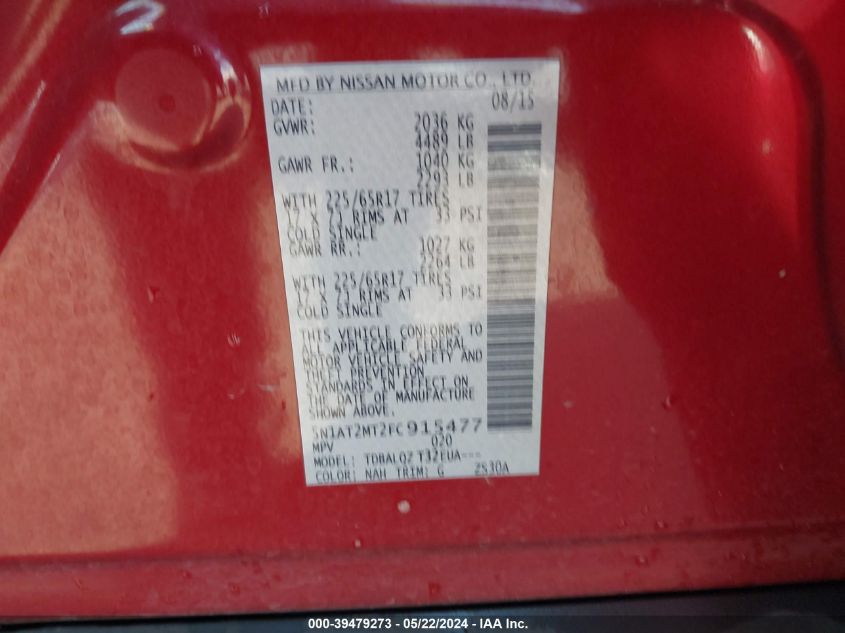 MFD BY NISSAN MOTOR CO., LTD.
DATE: 08/15
GVWR: 2036 KG
4489 LB
GAWR FR.: 1040 KG
2293 LB
WITH 225/65R17 TIRES
17 X 7J RIMS AT 33 PSI
COLD SINGLE
GAWR RR.: 1027 KG
2264 LB
WITH 225/65R17 TIRES
17 X 7J RIMS AT 33 PSI
COLD SINGLE
THIS VEHICLE CONFORMS TO
ALL APPLICABLE FEDERAL
MOTOR VEHICLE SAFETY AND
THEFT PREVENTION
STANDARDS IN EFFECT ON
THE DATE OF MANUFACTURE
SHOWN ABOVE.
5N1AT2MT2FC915477
MPV 020
MODEL: TDBALQZ T32EUA---
COLOR: NAH TRIM: G 2S30A
000-39479273 - 05/22/2024 - IAA Inc.